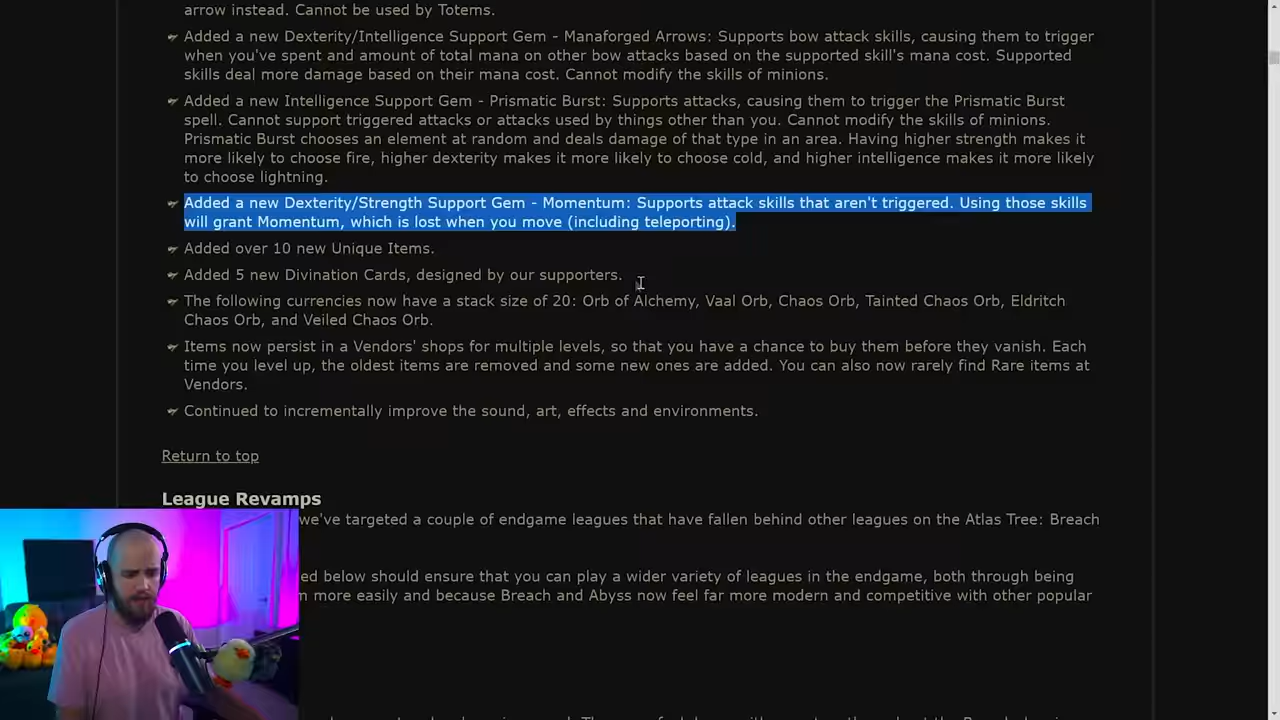 arrow instead. Cannot be used by Totems.
Added a new Dexterity/Intelligence Support Gem - Manaforged Arrows: Supports bow attack skills, causing them to trigger
when you've spent and amount of total mana on other bow attacks based on the supported skill's mana cost. Supported
skills deal more damage based on their mana cost. Cannot modify the skills of minions.
Added a new Intelligence Support Gem - Prismatic Burst: Supports attacks, causing them to trigger the Prismatic Burst
spell. Cannot support triggered attacks or attacks used by things other than you. Cannot modify the skills of minions.
Prismatic Burst chooses an element at random and deals damage of that type in an area. Having higher strength makes it
more likely to choose fire, higher dexterity makes it more likely to choose cold, and higher intelligence makes it more likely
to choose lightning.
Added a new Dexterity/Strength Support Gem - Momentum: Supports attack skills that aren't triggered. Using those skills
will grant Momentum, which is lost when you move (including teleporting).
Added over 10 new Unique Items.
Added 5 new Divination Cards, designed by our supporters.
The following currencies now have a stack size of 20: Orb of Alchemy, Vaal Orb, Chaos Orb, Tainted Chaos Orb, Eldritch
Chaos Orb, and Veiled Chaos Orb.
Items now persist in a Vendors' shops for multiple levels, so that you have a chance to buy them before they vanish. Each
time you level up, the oldest items are removed and some new ones are added. You can also now rarely find Rare items at
Vendors.
Continued to incrementally improve the sound, art, effects and environments.
Return to top
League Revamps
we've targeted a couple of endgame leagues that have fallen behind other leagues on the Atlas Tree: Breach
ed below should ensure that you can play a wider variety of leagues in the endgame, both through being
more easily and because Breach and Abyss now feel far more modern and competitive with other popular